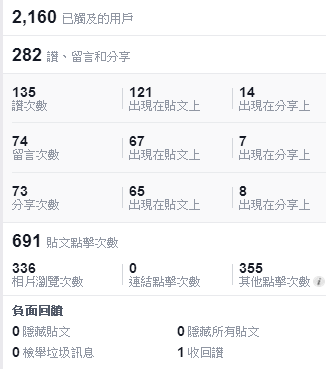 2,160 已觸及的用戶
282 讚、留言和分享
135 121 14
讚次數 出現在貼文上 出現在分享上
74 67 7
留言次數 出現在貼文上 出現在分享上
73 65 8
分享次數 出現在貼文上 出現在分享上
691 貼文點擊次數
336 0 355
相片瀏覽次數 連結點擊次數 其他點擊次數 i
負面回饋
0 隱藏貼文 0 隱藏所有貼文
0 檢舉垃圾訊息 1 收回讚